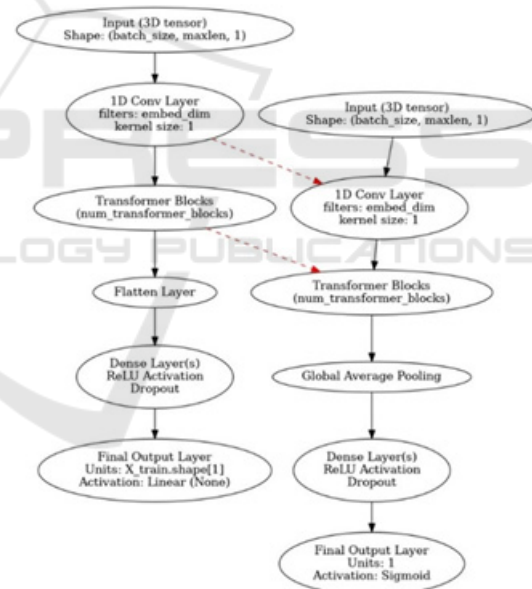 Input (3D tensor)
Shape: (batch_size, maxlen, 1)
1D Conv Layer
filters: embed_dim
kernel size: 1
Transformer Blocks
(num_transformer_blocks)
Flatten Layer
Dense Layer(s)
ReLU Activation
Dropout
Final Output Layer
Units: X_train.shape[1]
Activation: Linear (None)
Input (3D tensor)
Shape: (batch_size, maxlen, 1)
1D Conv Layer
filters: embed_dim
kernel size: 1
Transformer Blocks
(num_transformer_blocks)
Global Average Pooling
Dense Layer(s)
ReLU Activation
Dropout
Final Output Layer
Units: 1
Activation: Sigmoid
PRESS
LOGY PUBLICATIONS